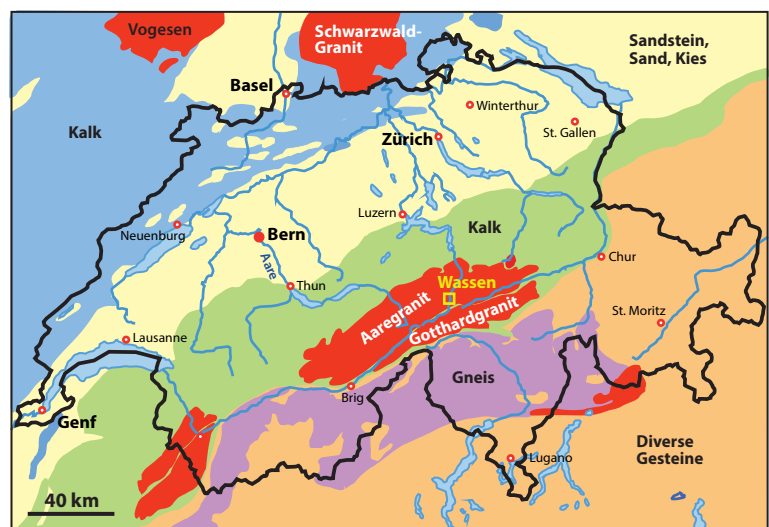 Vogesen
Schwarzwald-
Granit
Sandstein,
Sand, Kies
Basel
Kalk
Winterthur
St. Gallen
Zürich
Luzern
Neuenburg
Bern
Kalk
Aare
Thun
Chur
Wassen
Aaregranit
Gotthardgranit
St. Moritz
Lausanne
Gneis
Brig
Genf
Diverse
Gesteine
Lugano
40 km